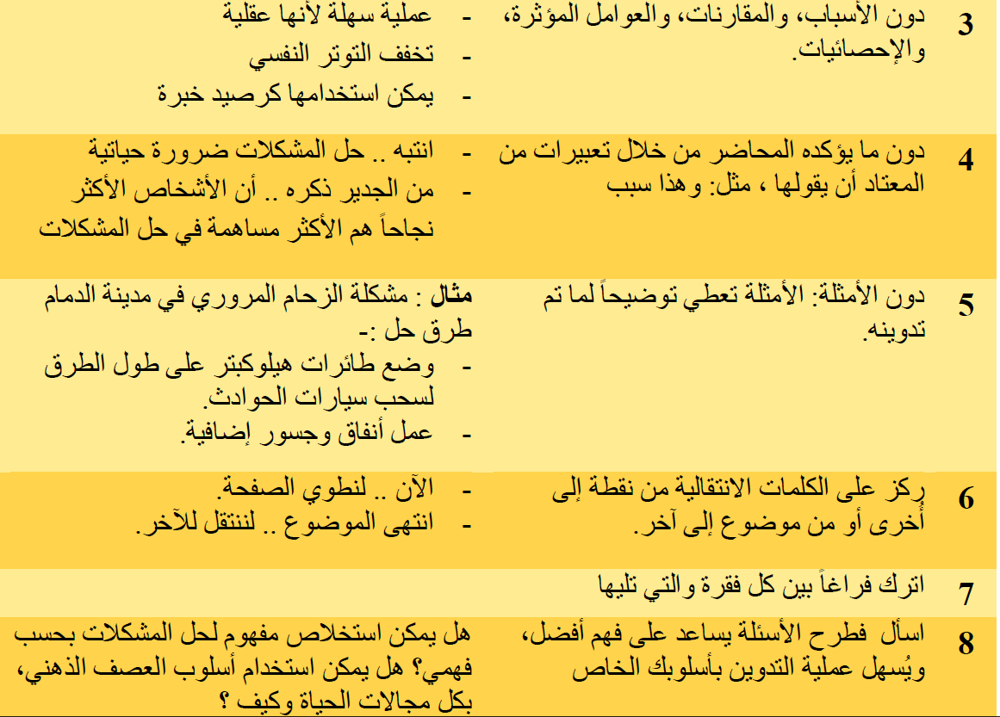 3
دون الأسباب، والمقارنات، والعوامل المؤثرة،
والإحصائيات.
- عملية سهلة لأنها عقلية
- تخفف التوتر النفسي
- يمكن استخدامها كرصيد خبرة
4
دون ما يؤكده المحاضر من خلال تعبيرات من
المعتاد أن يقولها ، مثل: وهذا سبب
- انتبه .. حل المشكلات ضرورة حياتية
- من الجدير ذكره .. أن الأشخاص الأكثر
نجاحاً هم الأكثر مساهمة في حل المشكلات
5
دون الأمثلة: الأمثلة تعطي توضيحاً لما تم
تدوينه.
مثال : مشكلة الزحام المروري في مدينة الدمام
طرق حل :-
- وضع طائرات هيلوكبتر على طول الطرق
لسحب سيارات الحوادث.
- عمل أنفاق وجسور إضافية.
6
ركز على الكلمات الانتقالية من نقطة إلى
أُخرى أو من موضوع إلى آخر.
- الآن .. لنطوي الصفحة.
- انتهى الموضوع .. لننتقل للآخر.
7
اترك فراغاً بين كل فقرة والتي تليها
8
اسأل فطرح الأسئلة يساعد على فهم أفضل،
ويُسهل عملية التدوين بأسلوبك الخاص
هل يمكن استخلاص مفهوم لحل المشكلات بحسب
فهمي؟ هل يمكن استخدام أسلوب العصف الذهني،
بكل مجالات الحياة وكيف ؟